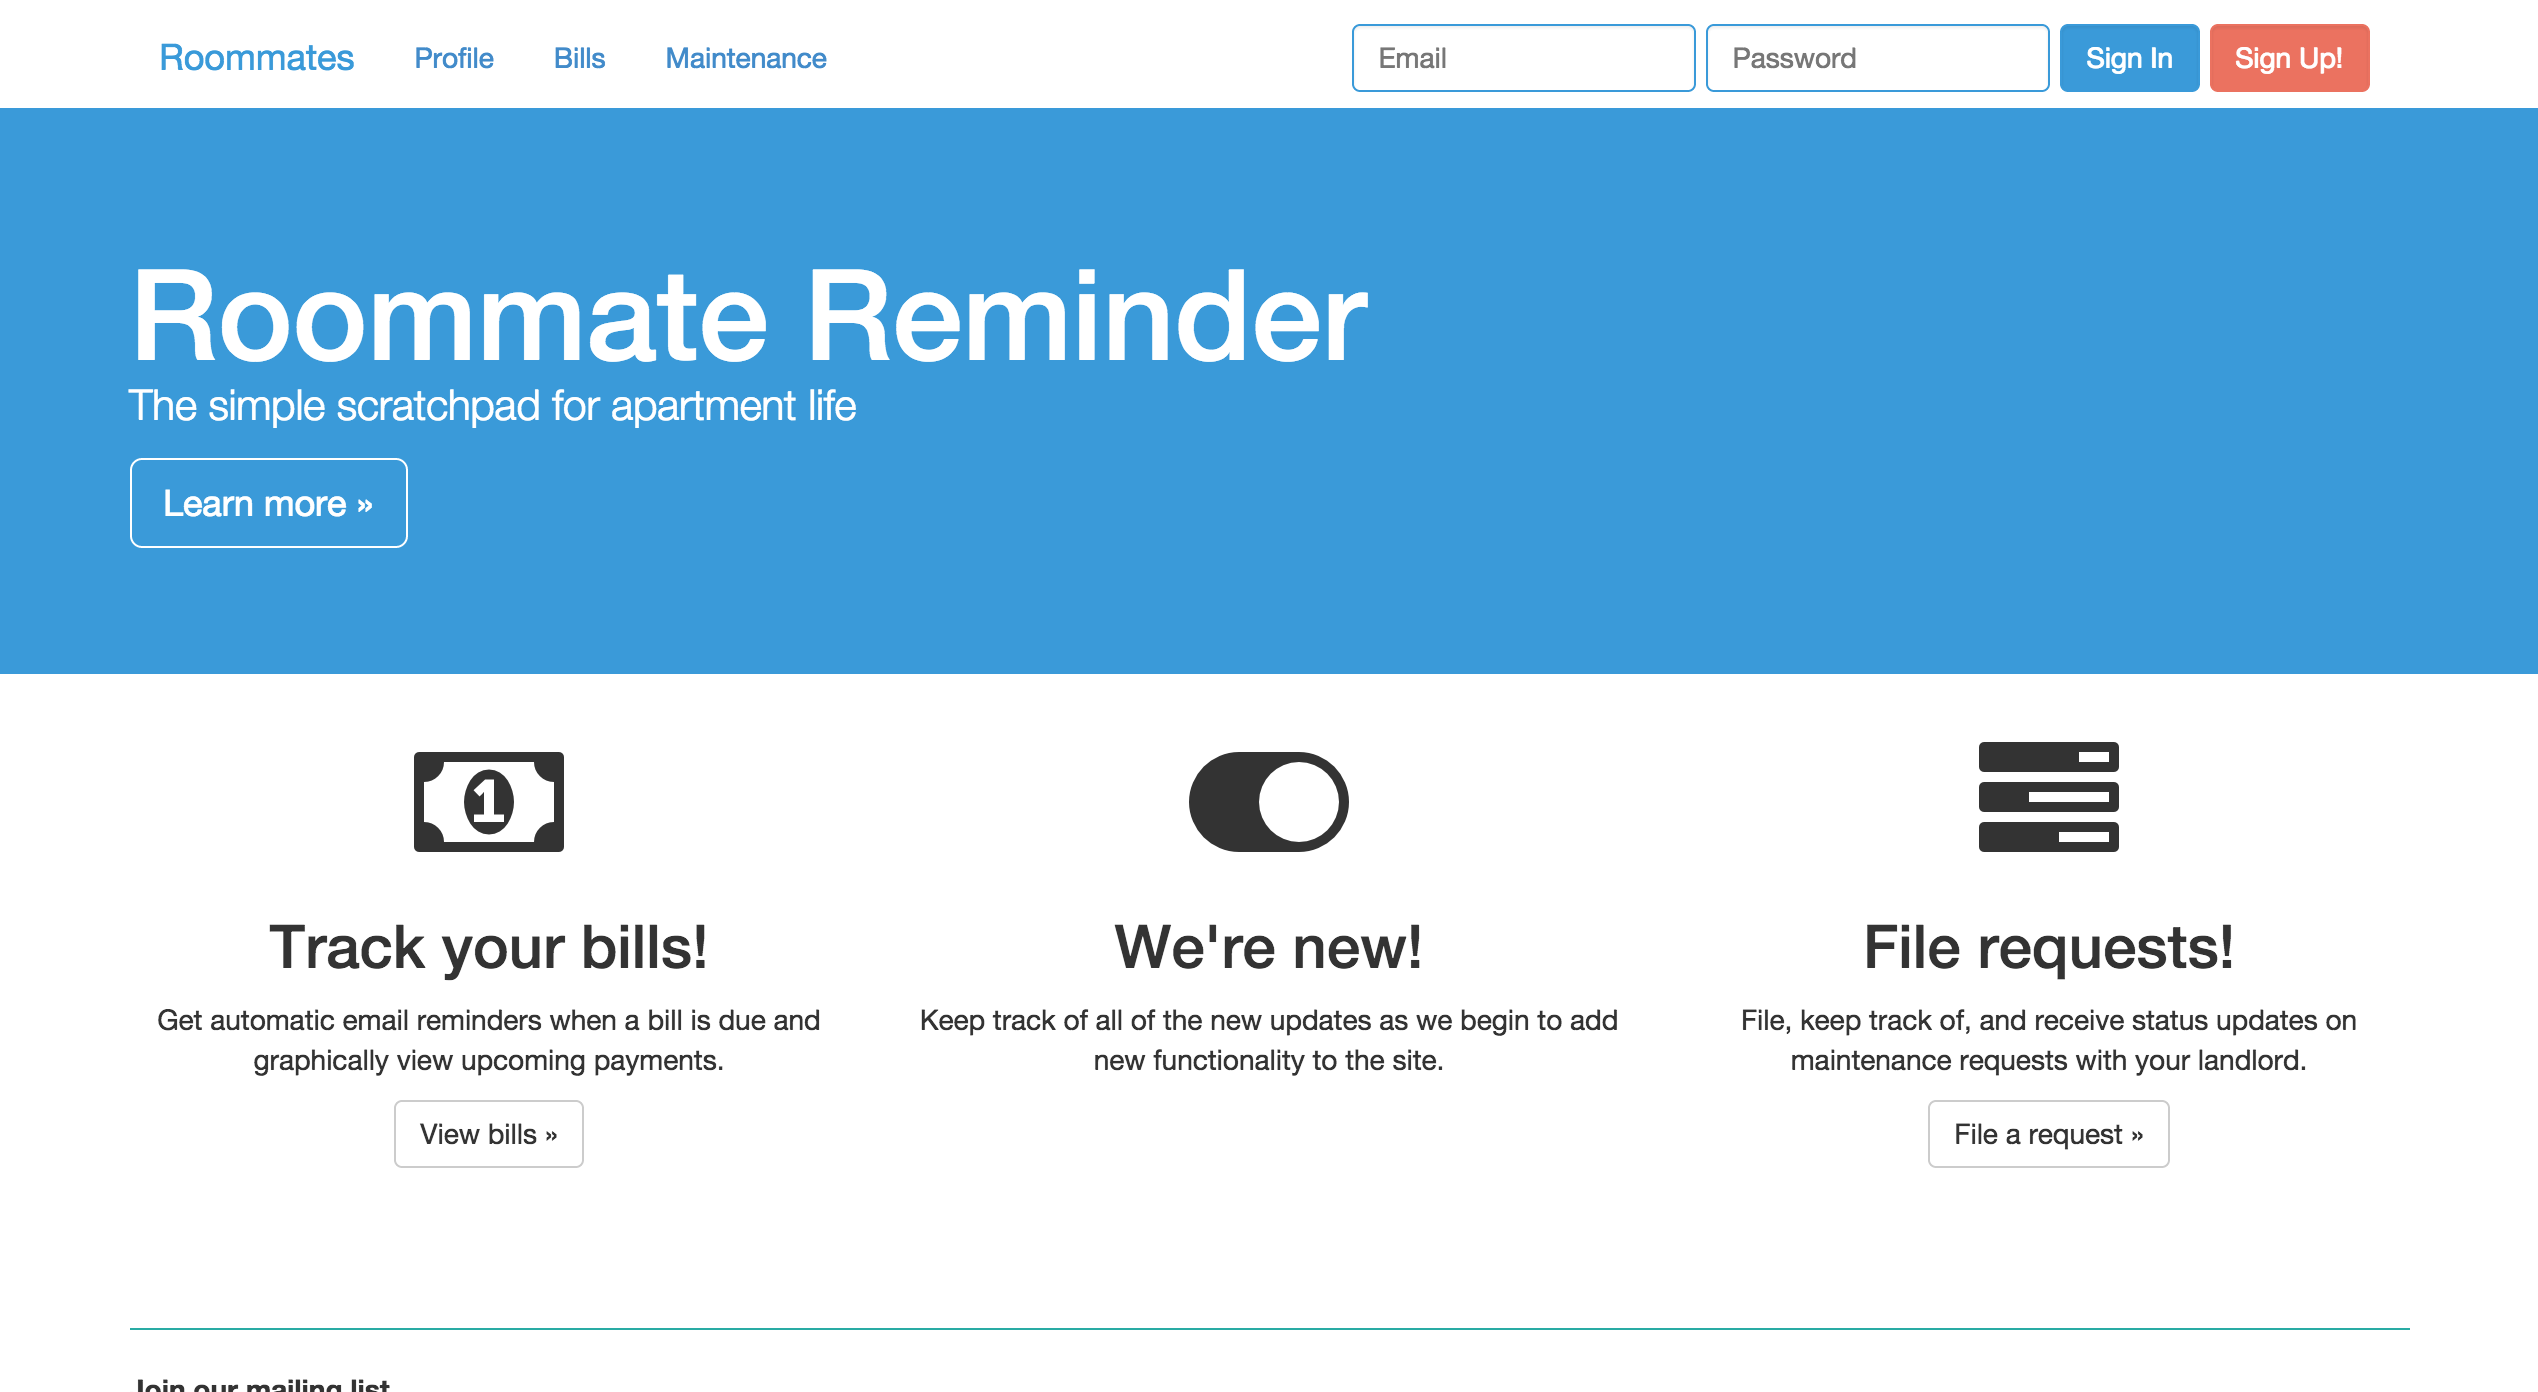 Roommates Profile Bills Maintenance Email Password Sign In Sign Up!
Roommate Reminder
The simple scratchpad for apartment life
Learn more »
1
Track your bills!
Get automatic email reminders when a bill is due and
graphically view upcoming payments.
View bills »
We're new!
Keep track of all of the new updates as we begin to add
new functionality to the site.
File requests!
File, keep track of, and receive status updates on
maintenance requests with your landlord.
File a request »
Join our mailing list